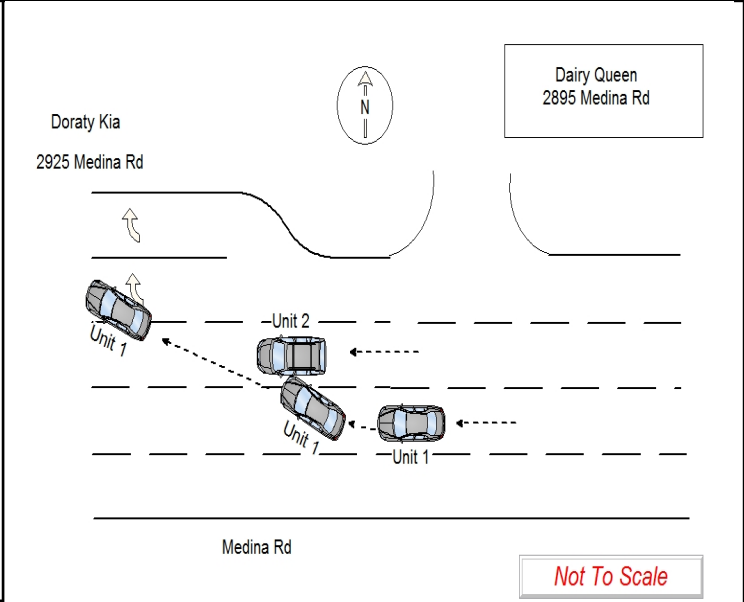 Dairy Queen
2895 Medina Rd
N
Doraty Kia
2925 Medina Rd
Unit 2
Unit 1
Unit 1
Unit 1
Medina Rd
Not To Scale